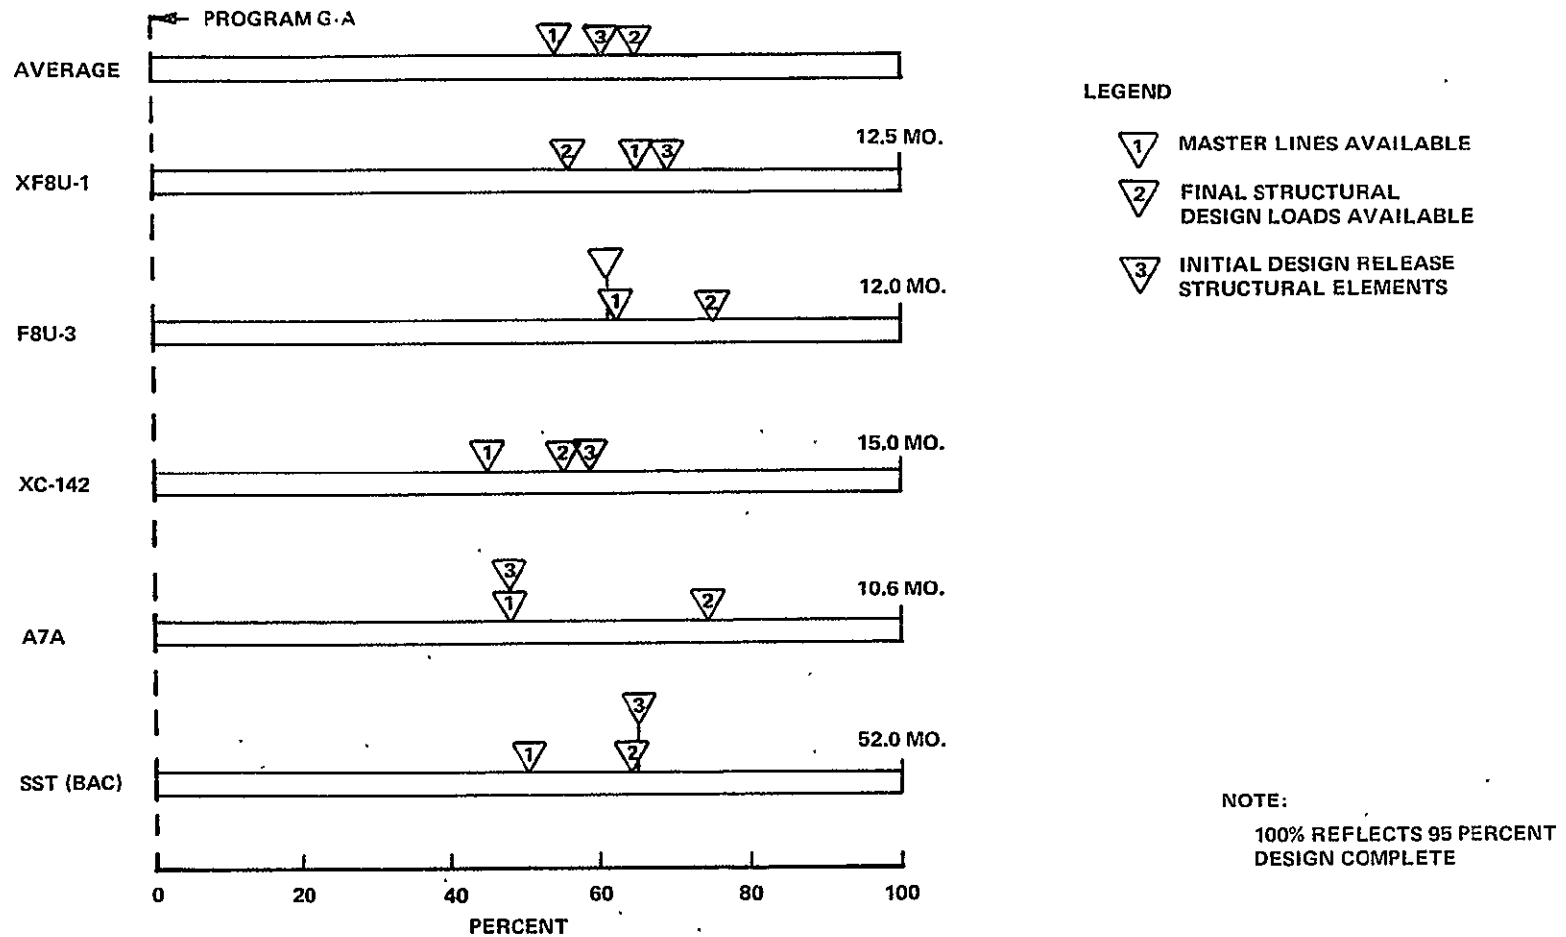 PROGRAM G-A
AVERAGE
1 3 2
XF8U-1
2 1 3
12.5 MO.
F8U-3
1 2
12.0 MO.
XC-142
1 2 3
15.0 MO.
A7A
3
1 2
10.6 MO.
SST (BAC)
3
1 2
52.0 MO.
0 20 40 60 80 100
PERCENT
LEGEND
1 MASTER LINES AVAILABLE
2 FINAL STRUCTURAL
DESIGN LOADS AVAILABLE
3 INITIAL DESIGN RELEASE
STRUCTURAL ELEMENTS
NOTE:
100% REFLECTS 95 PERCENT
DESIGN COMPLETE